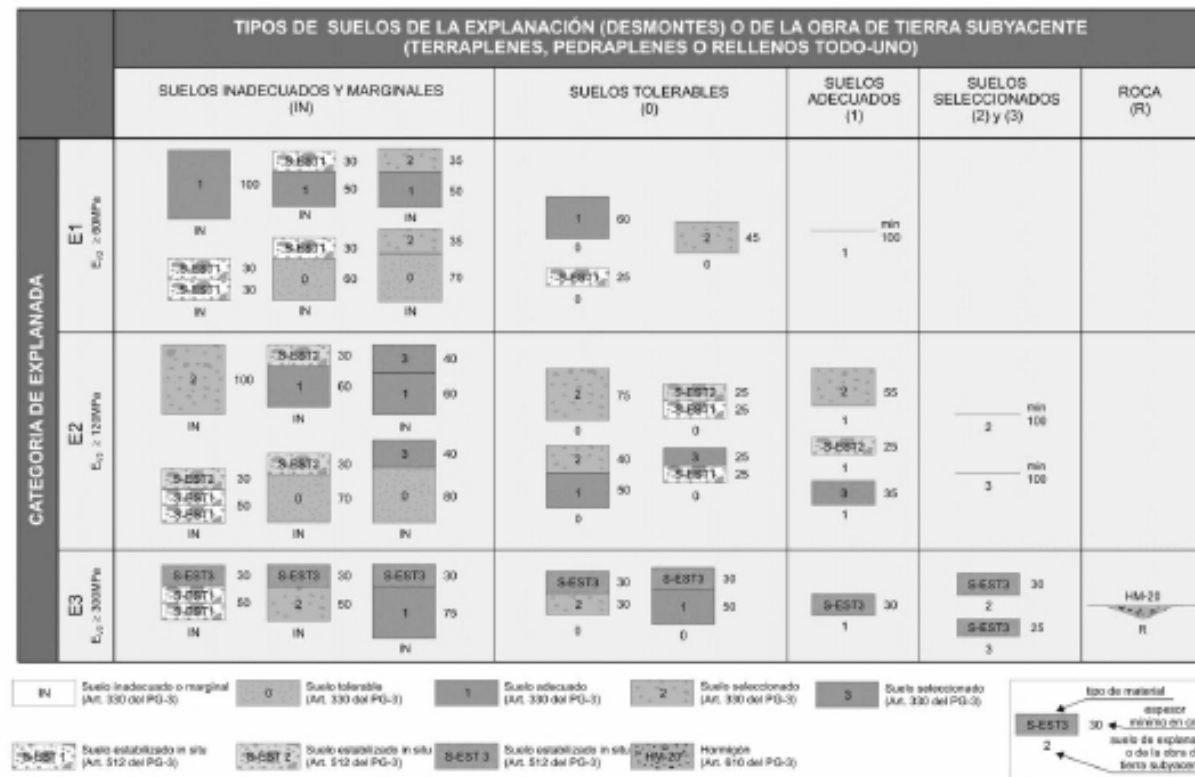 TIPOS DE SUELOS DE LA EXPLANACIÓN (DESMONTES) O DE LA OBRA DE TIERRA SUBYACENTE
(TERRAPLENES, PEDRAPLENES O RELLENOS TODO-UNO)
SUELOS INADECUADOS Y MARGINALES
(IN)
SUELOS TOLERABLES
(0)
SUELOS
ADECUADOS
(1)
SUELOS
SELECCIONADOS
(2) y (3)
ROCA
(R)
CATEGORIA DE EXPLANADA
E1
Ev2 ≥ 60MPa
1 100
IN
S-EST1 30
1 50
IN
2 35
1 50
IN
S-EST1 30
S-EST1 30
IN
S-EST1 30
0 60
IN
2 35
0 70
IN
1 60
0
2 45
0
S-EST1 25
0
min
100
1
E2
Ev2 ≥ 120MPa
2 100
IN
S-EST2 30
1 60
IN
3 40
1 60
IN
S-EST2 30
S-EST1 50
S-EST1
IN
S-EST2 30
0 70
IN
3 40
0 80
IN
2 75
0
S-EST2 25
S-EST1 25
0
2 40
1 50
0
3 25
S-EST1 25
0
2 55
1
S-EST2 25
1
3 35
1
min
2 100
min
3 100
E3
Ev2 ≥ 300MPa
S-EST3 30
S-EST1 50
S-EST1
IN
S-EST3 30
2 50
IN
S-EST3 30
1 75
IN
S-EST3 30
2 30
0
S-EST3 30
1 50
0
S-EST3 30
1
S-EST3 30
2
S-EST3 25
3
HM-20
R
IN Suelo inadecuado o marginal
(Art. 330 del PG-3)
0 Suelo tolerable
(Art. 330 del PG-3)
1 Suelo adecuado
(Art. 330 del PG-3)
2 Suelo seleccionado
(Art. 330 del PG-3)
3 Suelo seleccionado
(Art. 330 del PG-3)
S-EST 1 Suelo estabilizado in situ
(Art. 512 del PG-3)
S-EST 2 Suelo estabilizado in situ
(Art. 512 del PG-3)
S-EST 3 Suelo estabilizado in situ
(Art. 512 del PG-3)
HM-20 Hormigón
(Art. 610 del PG-3)
tipo de material
S-EST3 30
2
espesor
mínimo en
suelo de
o de la obra
tierra